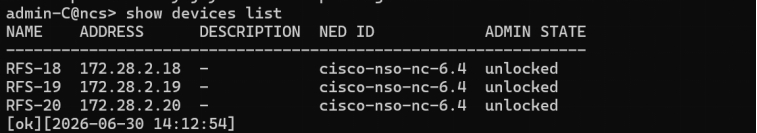 admin-C@ncs> show devices list
NAME    ADDRESS      DESCRIPTION  NED ID            ADMIN STATE
---------------------------------------------------------------
RFS-18  172.28.2.18  -            cisco-nso-nc-6.4  unlocked
RFS-19  172.28.2.19  -            cisco-nso-nc-6.4  unlocked
RFS-20  172.28.2.20  -            cisco-nso-nc-6.4  unlocked
[ok][2026-06-30 14:12:54]